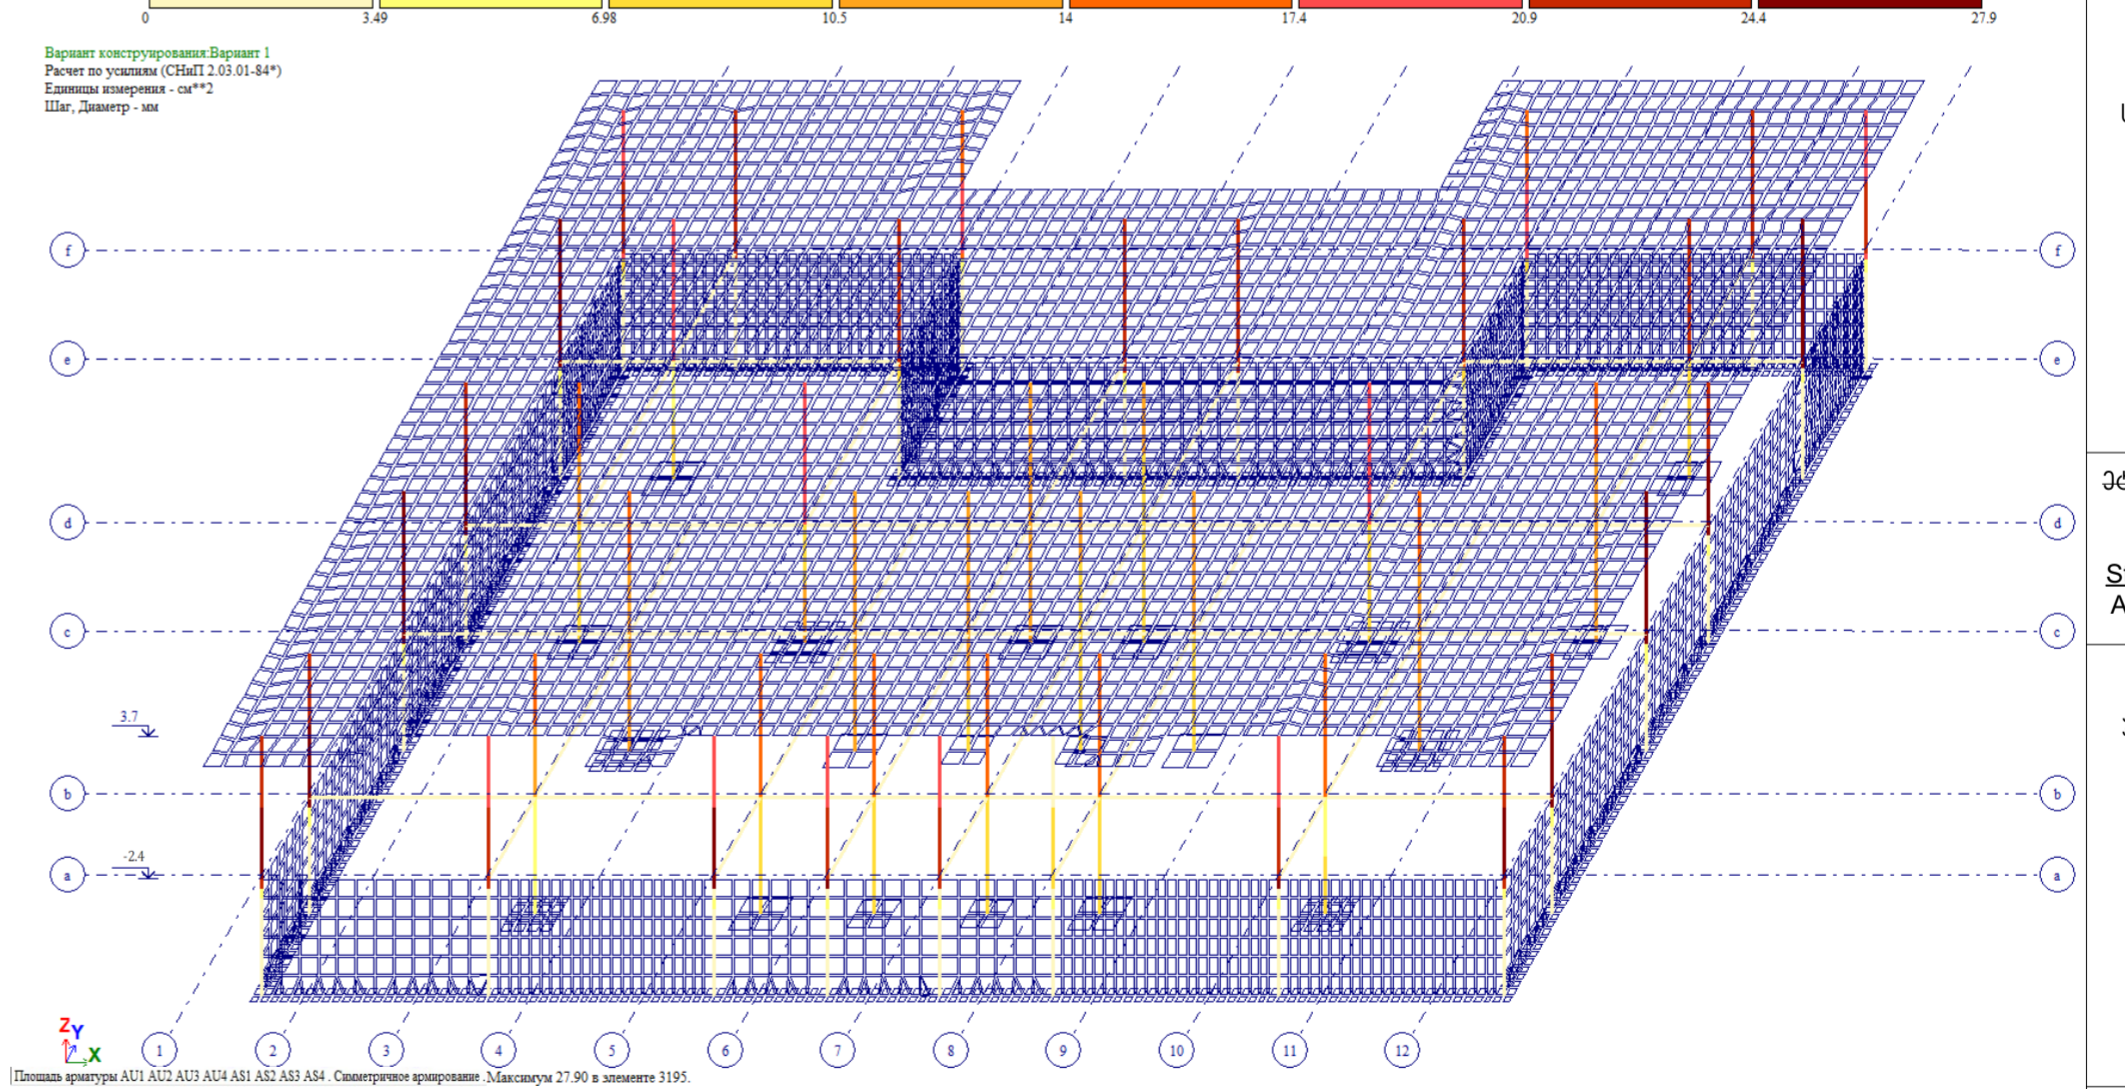 0 3.49 6.98 10.5 14 17.4 20.9 24.4 27.9
Вариант конструирования:Вариант 1
Расчет по усилиям (СНиП 2.03.01-84*)
Единицы измерения - см**2
Шаг, Диаметр - мм
f f
e e
d d
c c
3.7
b b
-2.4
a a
Z Y X
1 2 3 4 5 6 7 8 9 10 11 12
Площадь арматуры AU1 AU2 AU3 AU4 AS1 AS2 AS3 AS4 . Симметричное армирование .Максимум 27.90 в элементе 3195.